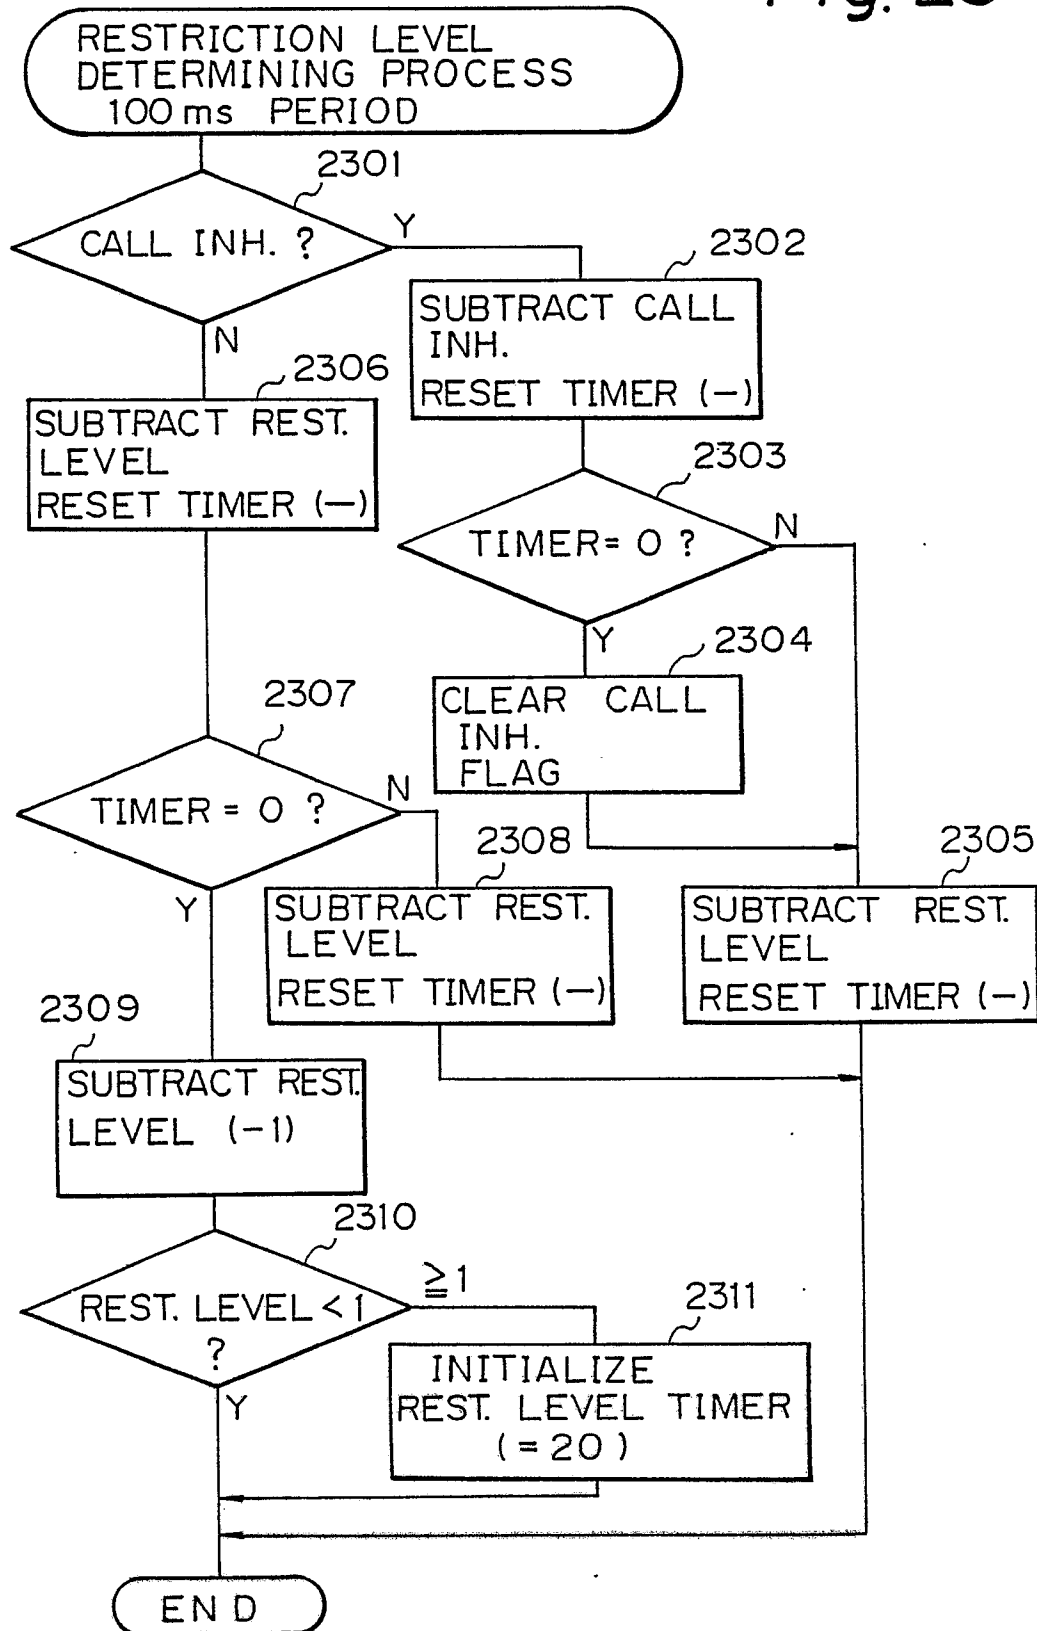 RESTRICTION LEVEL
DETERMINING PROCESS
100 ms PERIOD
2301
CALL INH. ?
Y
N
2302
SUBTRACT CALL
INH.
RESET TIMER (—)
2306
SUBTRACT REST.
LEVEL
RESET TIMER (—)
2303
TIMER = 0 ?
N
Y
2304
CLEAR CALL
INH.
FLAG
2307
TIMER = 0 ?
N
Y
2308
SUBTRACT REST.
LEVEL
RESET TIMER (—)
2305
SUBTRACT REST.
LEVEL
RESET TIMER (—)
2309
SUBTRACT REST.
LEVEL (-1)
2310
REST. LEVEL < 1
?
≧1
Y
2311
INITIALIZE
REST. LEVEL TIMER
( = 20 )
END